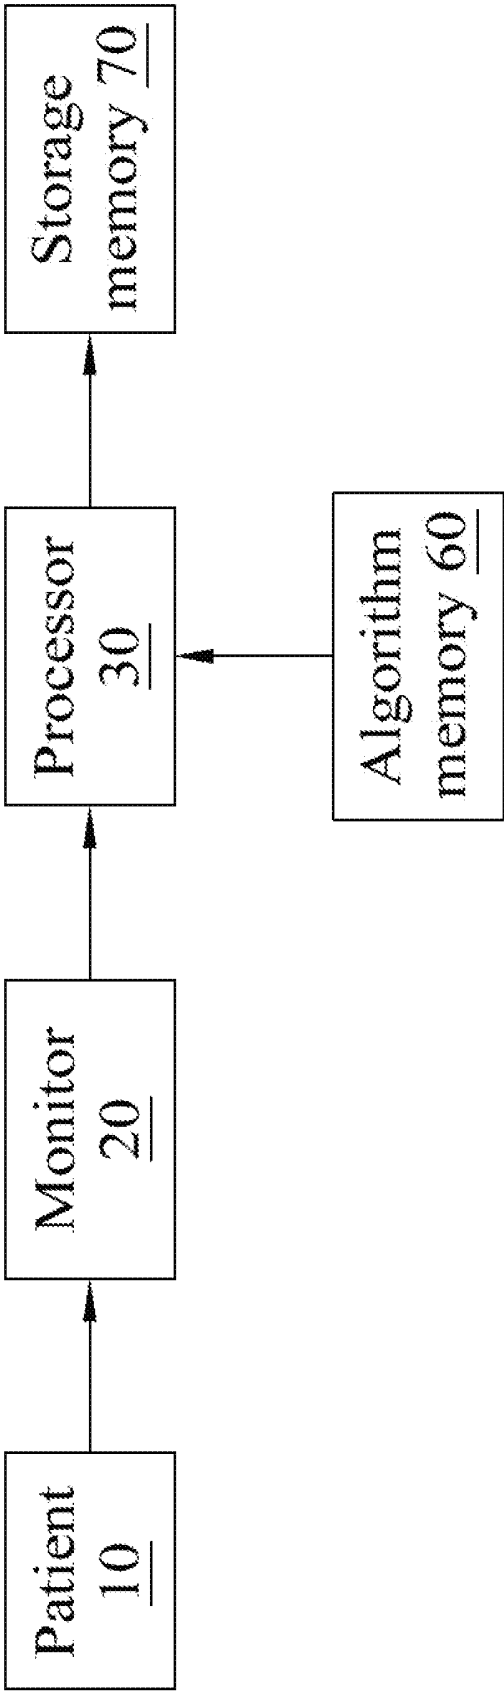 Patient
10
Monitor
20
Processor
30
Storage
memory 70
Algorithm
memory 60